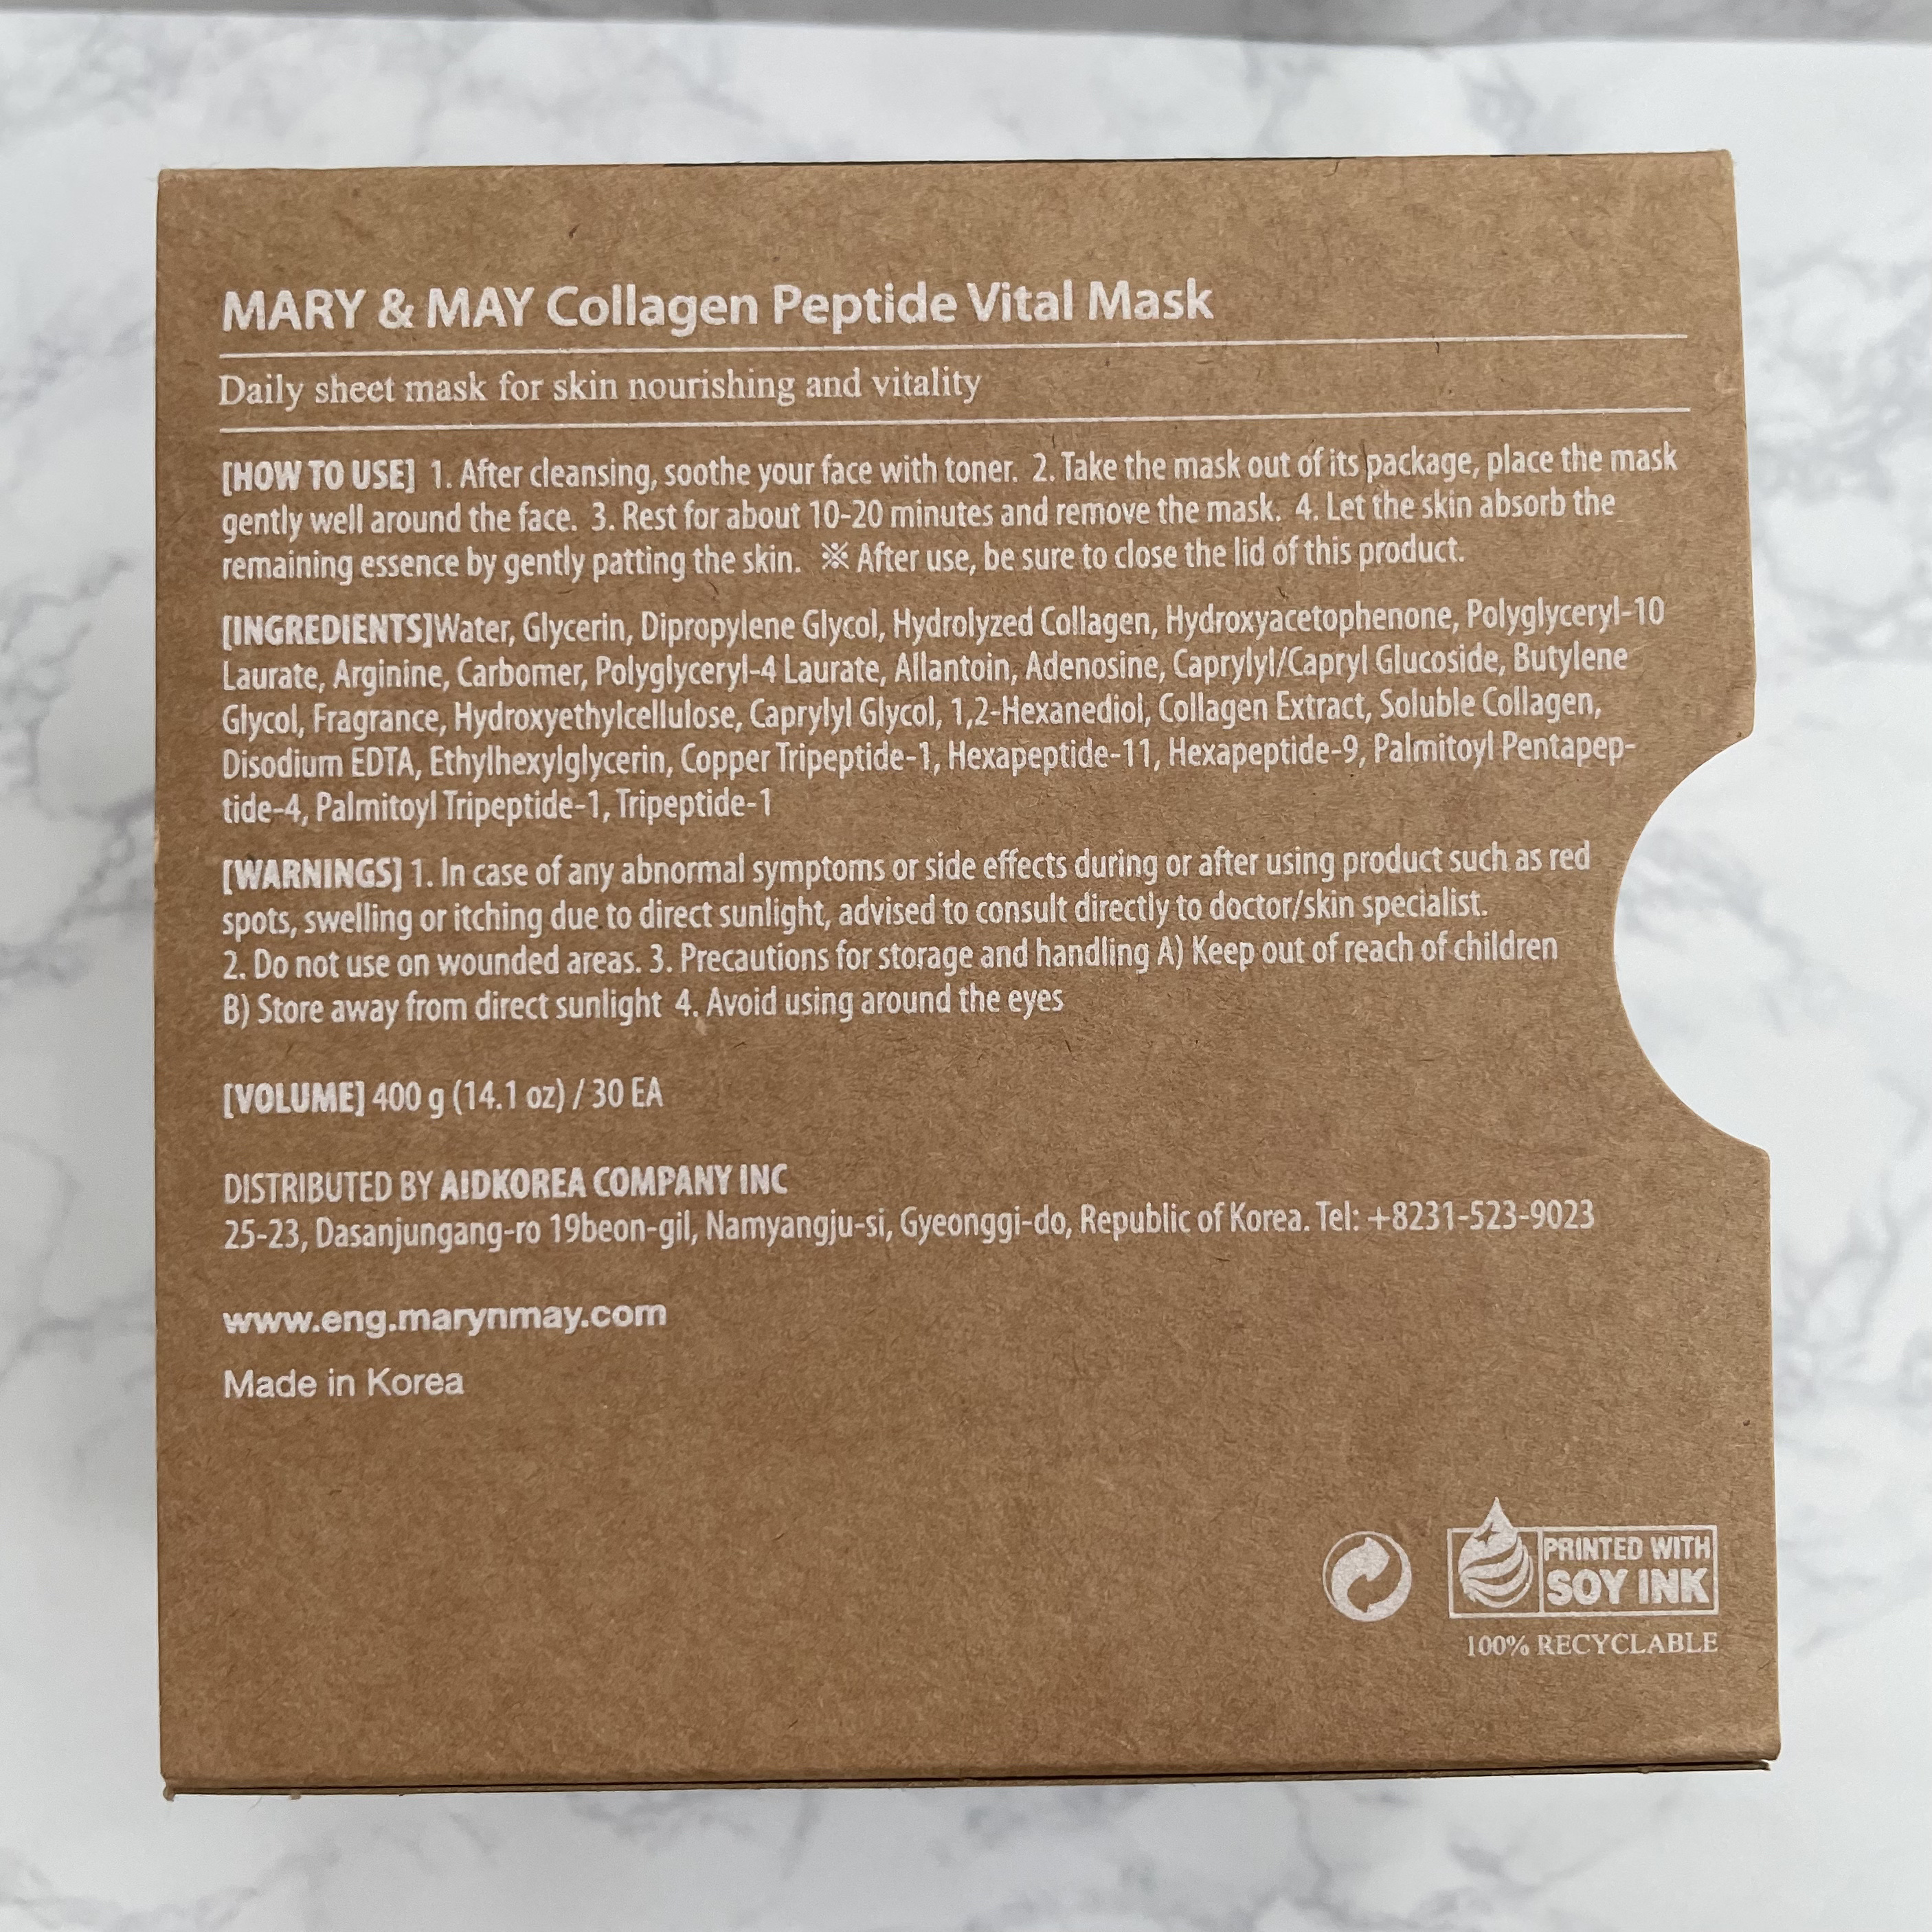 MARY & MAY Collagen Peptide Vital Mask
Daily sheet mask for skin nourishing and vitality
[HOW TO USE] 1. After cleansing, soothe your face with toner. 2. Take the mask out of its package, place the mask
gently well around the face. 3. Rest for about 10-20 minutes and remove the mask. 4. Let the skin absorb the
remaining essence by gently patting the skin. ※ After use, be sure to close the lid of this product.
[INGREDIENTS]Water, Glycerin, Dipropylene Glycol, Hydrolyzed Collagen, Hydroxyacetophenone, Polyglyceryl-10
Laurate, Arginine, Carbomer, Polyglyceryl-4 Laurate, Allantoin, Adenosine, Caprylyl/Capryl Glucoside, Butylene
Glycol, Fragrance, Hydroxyethylcellulose, Caprylyl Glycol, 1,2-Hexanediol, Collagen Extract, Soluble Collagen,
Disodium EDTA, Ethylhexylglycerin, Copper Tripeptide-1, Hexapeptide-11, Hexapeptide-9, Palmitoyl Pentapep-
tide-4, Palmitoyl Tripeptide-1, Tripeptide-1
[WARNINGS] 1. In case of any abnormal symptoms or side effects during or after using product such as red
spots, swelling or itching due to direct sunlight, advised to consult directly to doctor/skin specialist.
2. Do not use on wounded areas. 3. Precautions for storage and handling A) Keep out of reach of children
B) Store away from direct sunlight 4. Avoid using around the eyes
[VOLUME] 400 g (14.1 oz) / 30 EA
DISTRIBUTED BY AIDKOREA COMPANY INC
25-23, Dasanjungang-ro 19beon-gil, Namyangju-si, Gyeonggi-do, Republic of Korea. Tel: +8231-523-9023
www.eng.marynmay.com
Made in Korea
PRINTED WITH
SOY INK
100% RECYCLABLE